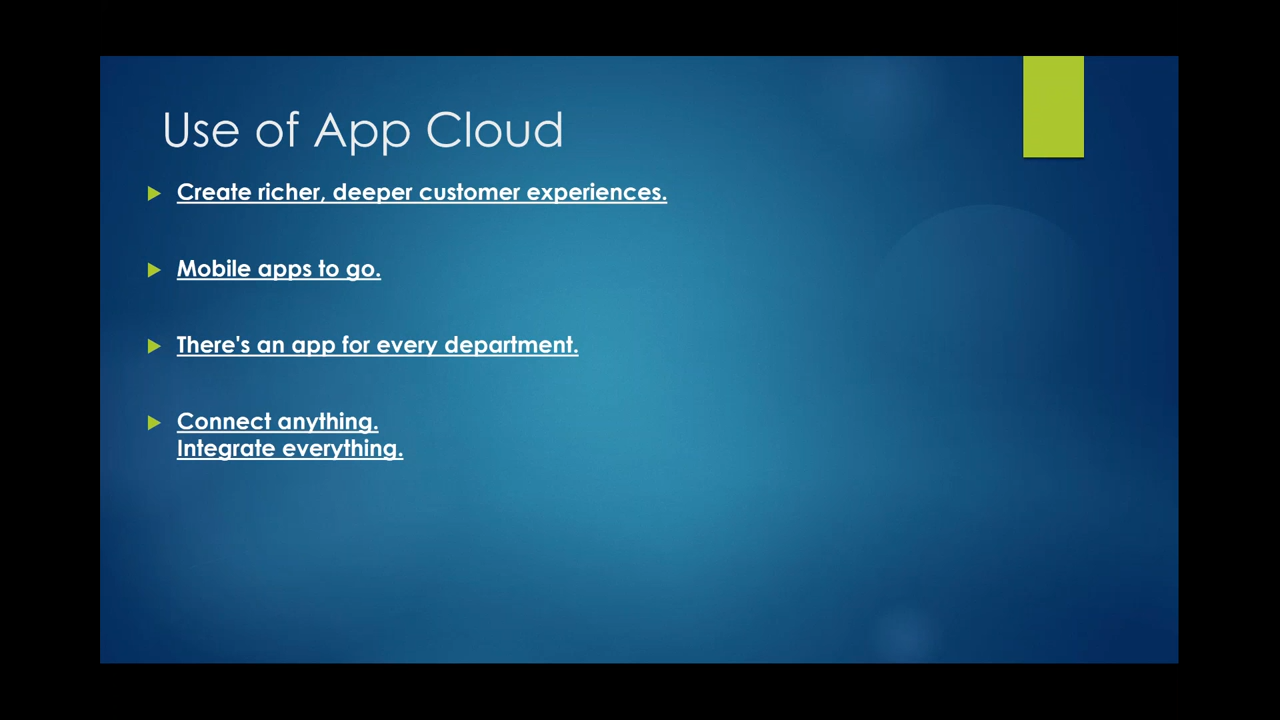 Use of App Cloud
Create richer, deeper customer experiences.
Mobile apps to go.
There's an app for every department.
Connect anything.
Integrate everything.